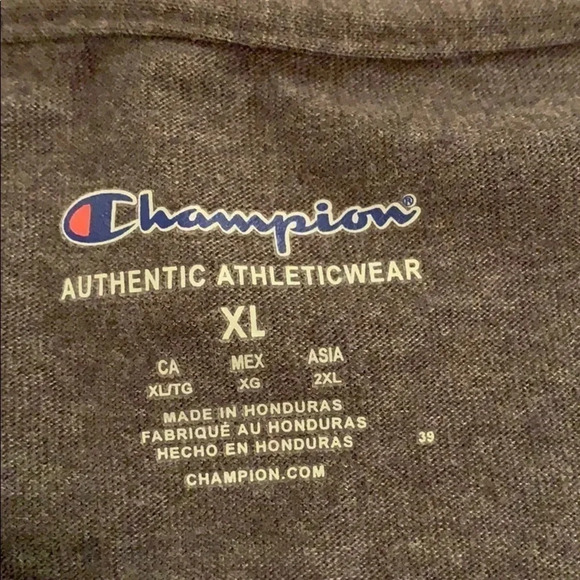 Champion®
AUTHENTIC ATHLETICWEAR
XL
CA MEX ASIA
XL/TG XG 2XL
MADE IN HONDURAS
FABRIQUÉ AU HONDURAS
HECHO EN HONDURAS
39
CHAMPION.COM